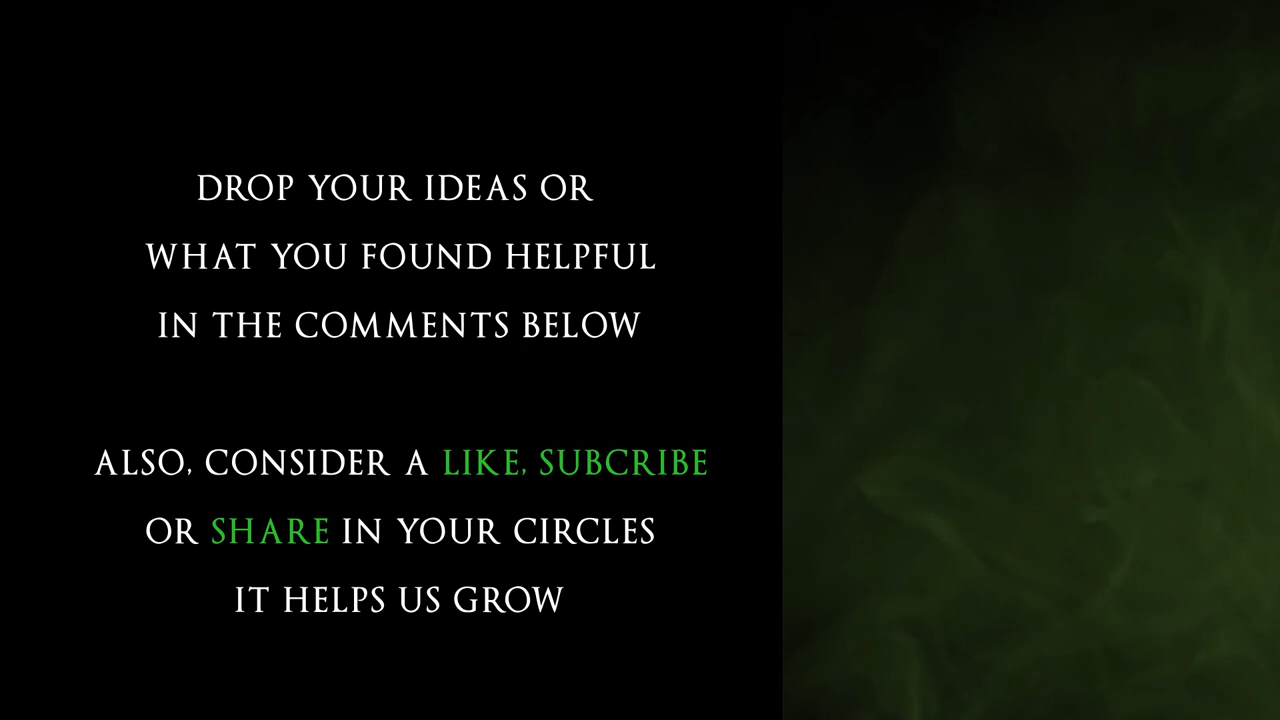 DROP YOUR IDEAS OR
WHAT YOU FOUND HELPFUL
IN THE COMMENTS BELOW
ALSO, CONSIDER A LIKE, SUBCRIBE
OR SHARE IN YOUR CIRCLES
IT HELPS US GROW